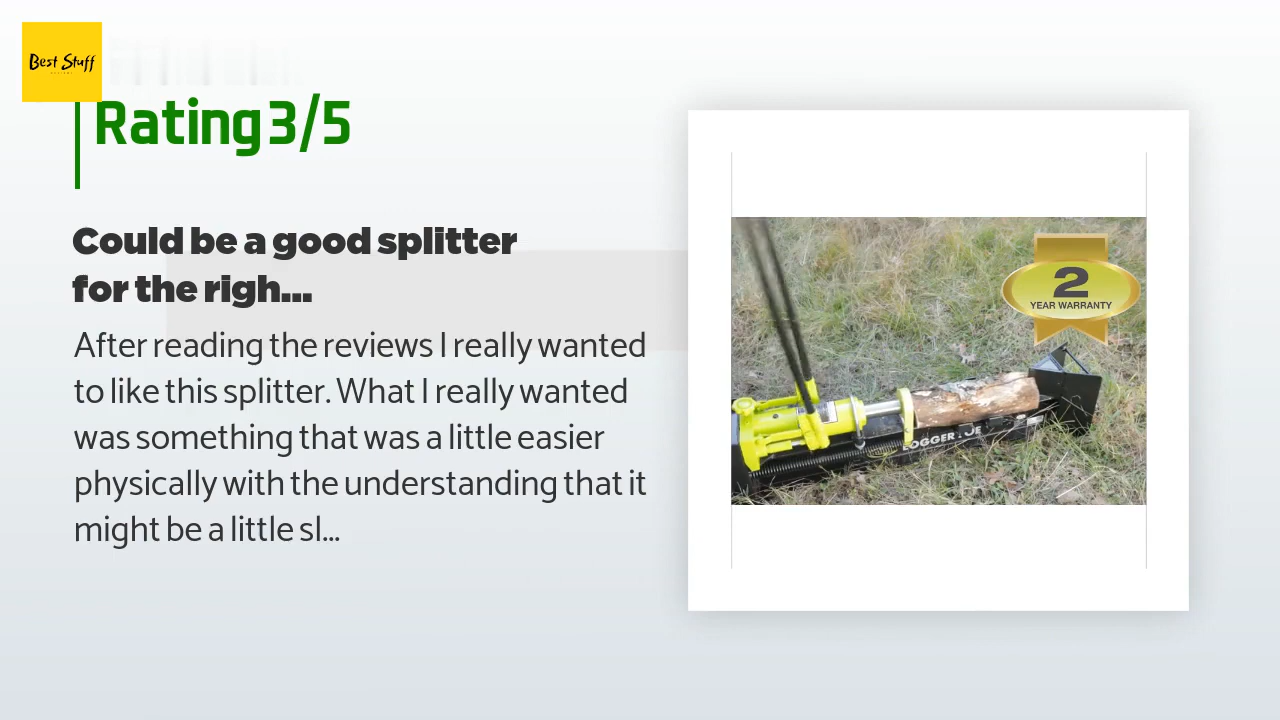 Best Stuff
Rating 3/5
Could be a good splitter
for the righ...
After reading the reviews I really wanted
to like this splitter. What I really wanted
was something that was a little easier
physically with the understanding that it
might be a little sl...
2
YEAR WARRANTY
LOGGER JOE